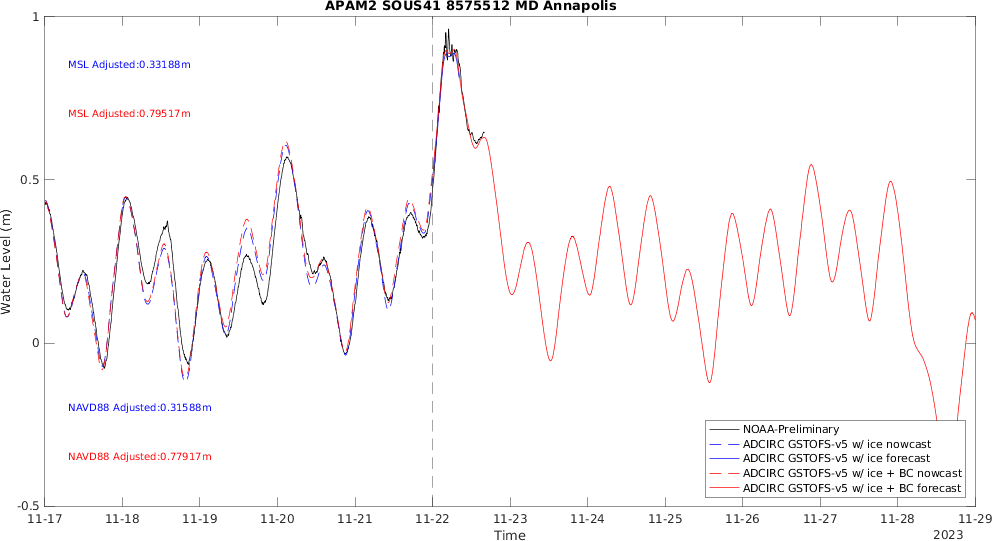 APAM2 SOUS41 8575512 MD Annapolis
1
MSL Adjusted:0.33188m
MSL Adjusted:0.79517m
0.5
Water Level (m)
0
NAVD88 Adjusted:0.31588m
NAVD88 Adjusted:0.77917m
NOAA-Preliminary
ADCIRC GSTOFS-v5 w/ ice nowcast
ADCIRC GSTOFS-v5 w/ ice forecast
ADCIRC GSTOFS-v5 w/ ice + BC nowcast
ADCIRC GSTOFS-v5 w/ ice + BC forecast
-0.5
11-17 11-18 11-19 11-20 11-21 11-22 11-23 11-24 11-25 11-26 11-27 11-28 11-29
Time
2023